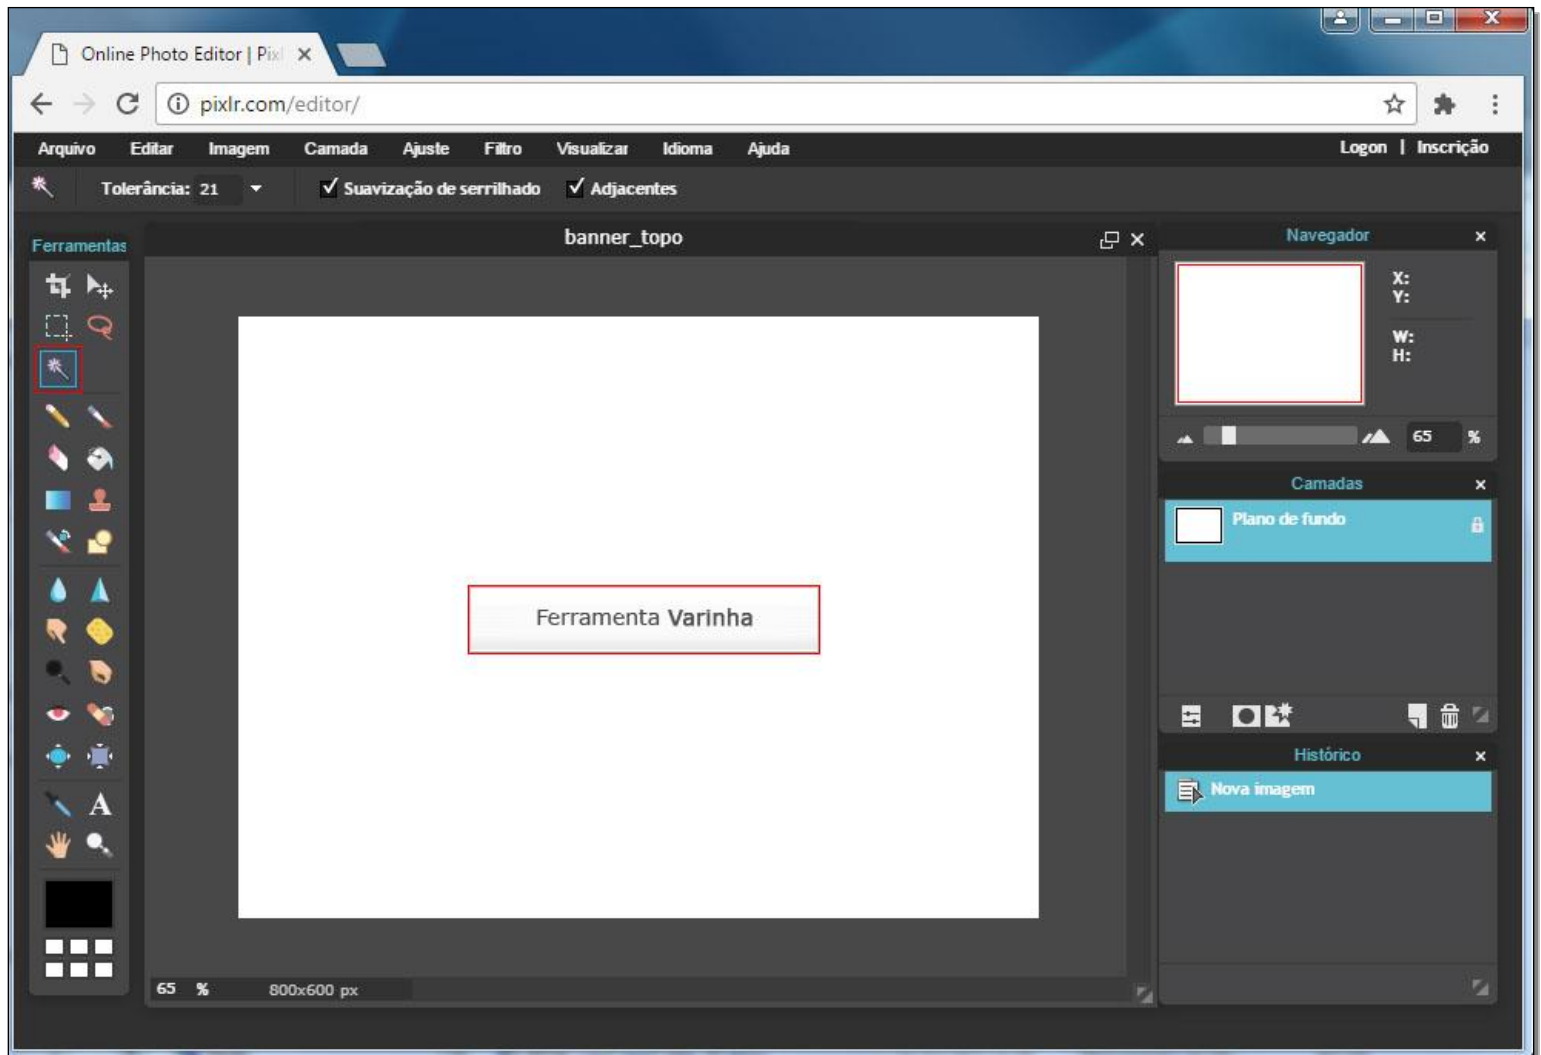 Online Photo Editor | Pixl
pixlr.com/editor/
Arquivo Editar Imagem Camada Ajuste Filtro Visualizar Idioma Ajuda Logon | Inscrição
Tolerância: 21 Suavização de serrilhado Adjacentes
Ferramentas
banner_topo
Navegador
X:
Y:
W:
H:
65 %
Camadas
Plano de fundo
Ferramenta Varinha
Histórico
Nova imagem
A
65 % 800x600 px